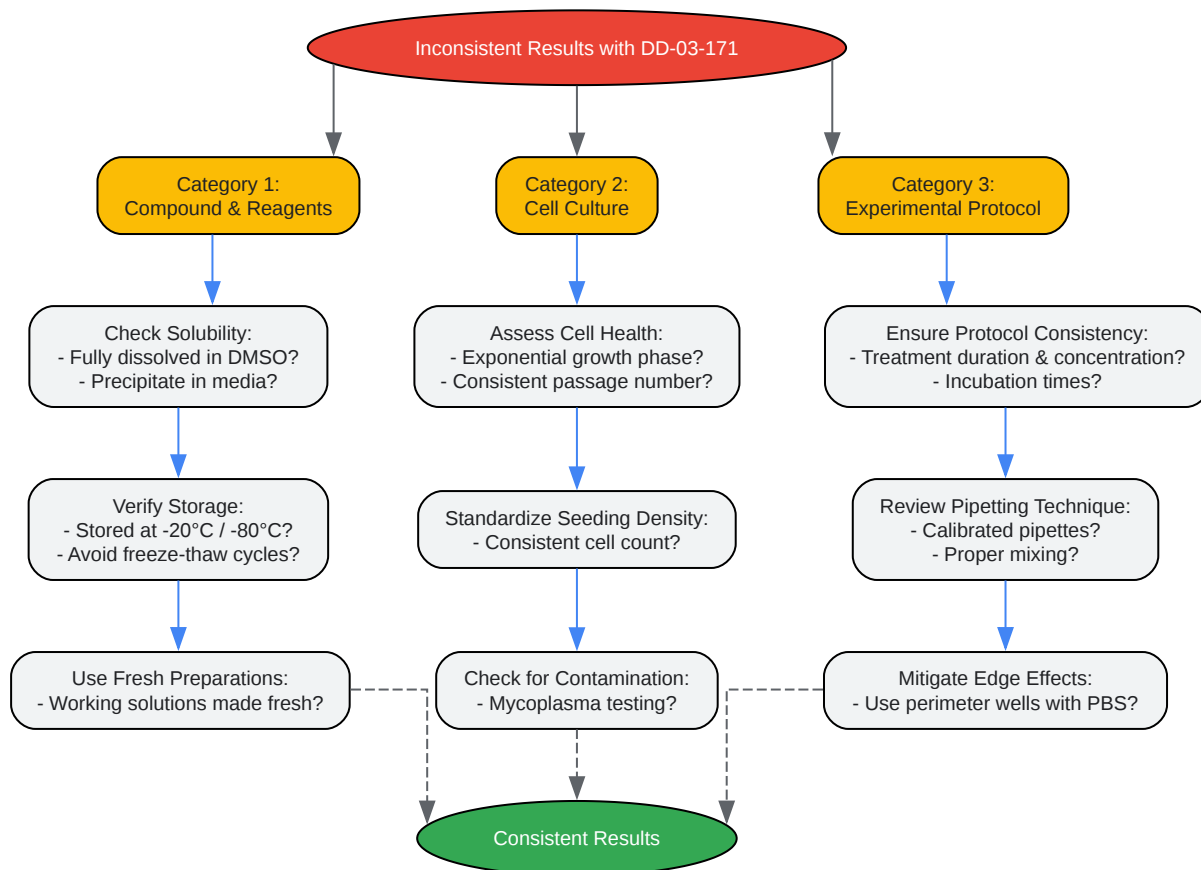 Inconsistent Results with DD-03-171
Category 1:
Compound & Reagents
Category 2:
Cell Culture
Category 3:
Experimental Protocol
Check Solubility:
- Fully dissolved in DMSO?
- Precipitate in media?
Assess Cell Health:
- Exponential growth phase?
- Consistent passage number?
Ensure Protocol Consistency:
- Treatment duration & concentration?
- Incubation times?
Verify Storage:
- Stored at -20°C / -80°C?
- Avoid freeze-thaw cycles?
Standardize Seeding Density:
- Consistent cell count?
Review Pipetting Technique:
- Calibrated pipettes?
- Proper mixing?
Use Fresh Preparations:
- Working solutions made fresh?
Check for Contamination:
- Mycoplasma testing?
Mitigate Edge Effects:
- Use perimeter wells with PBS?
Consistent Results